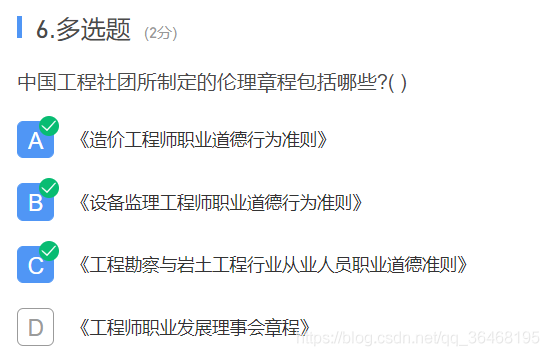 6.多选题 (2分)
中国工程社团所制定的伦理章程包括哪些?( )
A 《造价工程师职业道德行为准则》
B 《设备监理工程师职业道德行为准则》
C 《工程勘察与岩土工程行业从业人员职业道德准则》
D 《工程师职业发展理事会章程》
https://blog.csdn.net/qq_36468195